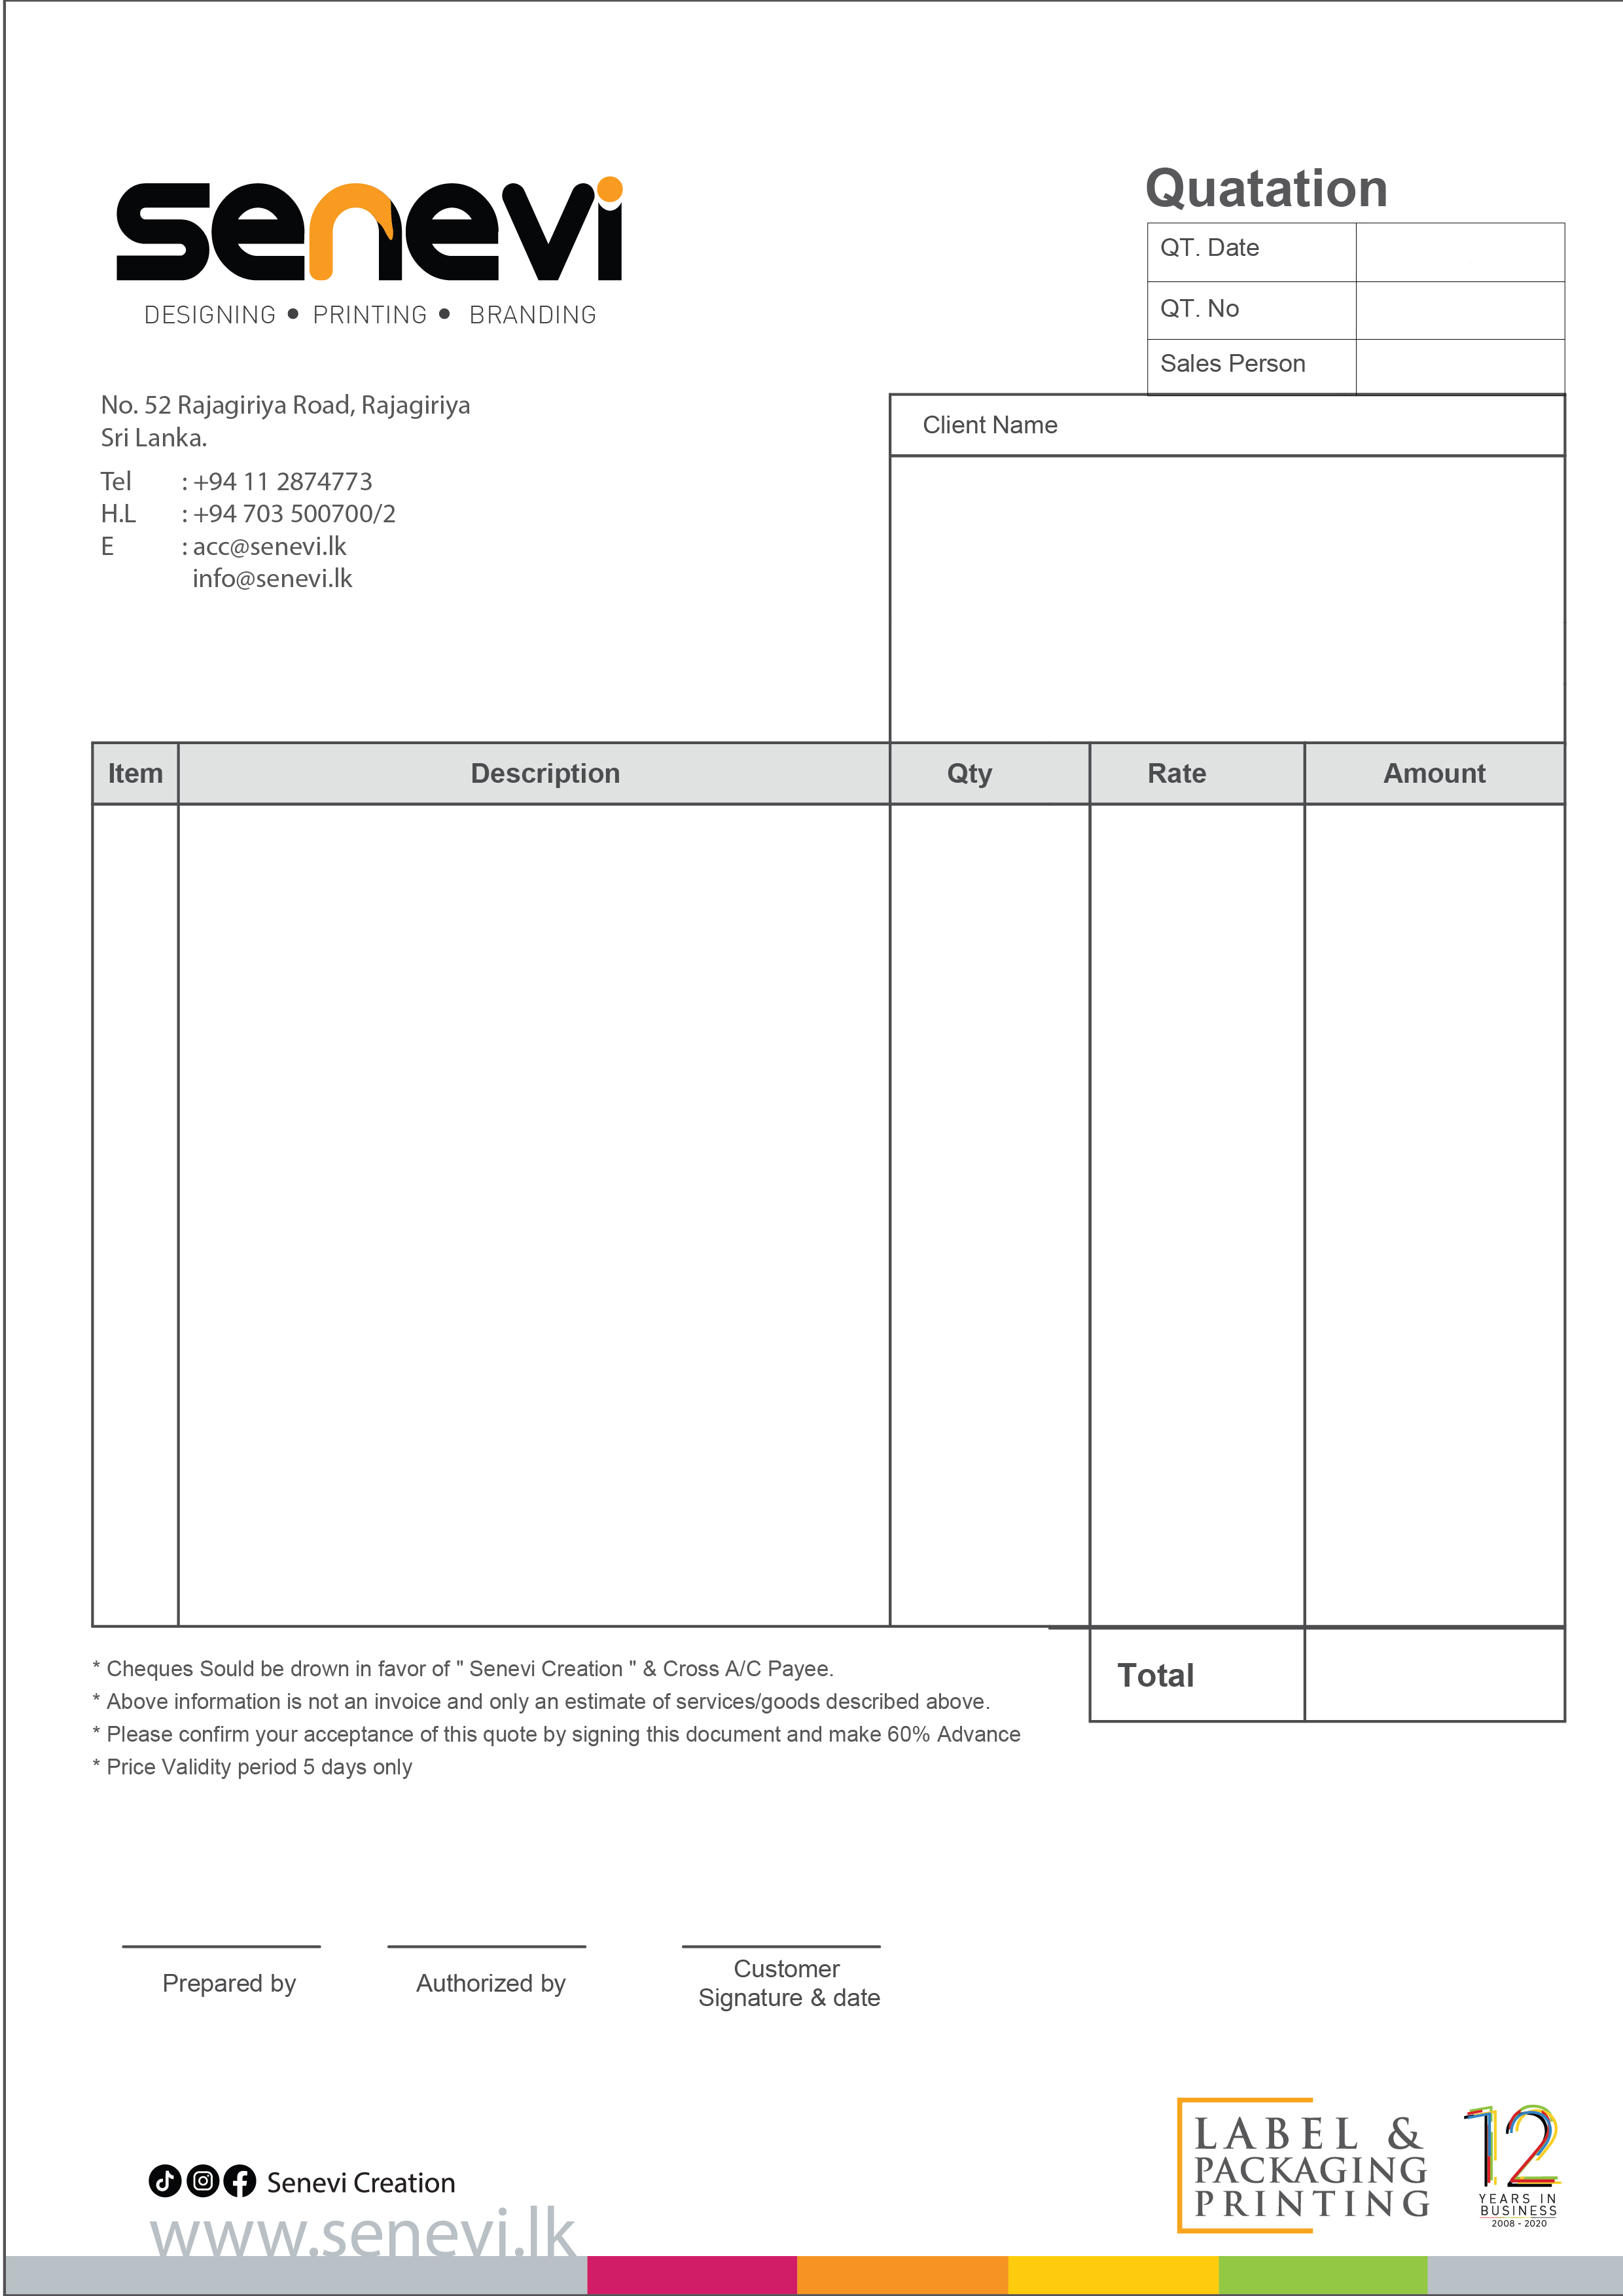 senevi
DESIGNING • PRINTING • BRANDING
Quatation
QT. Date
QT. No
Sales Person
No. 52 Rajagiriya Road, Rajagiriya
Sri Lanka.
Tel : +94 11 2874773
H.L : +94 703 500700/2
E : acc@senevi.lk
info@senevi.lk
Client Name
Item Description Qty Rate Amount
* Cheques Sould be drown in favor of " Senevi Creation " & Cross A/C Payee.
* Above information is not an invoice and only an estimate of services/goods described above.
* Please confirm your acceptance of this quote by signing this document and make 60% Advance
* Price Validity period 5 days only
Total
Prepared by
Authorized by
Customer
Signature & date
Senevi Creation
www.senevi.lk
LABEL &
PACKAGING
PRINTING
12
YEARS IN
BUSINESS
2008 - 2020